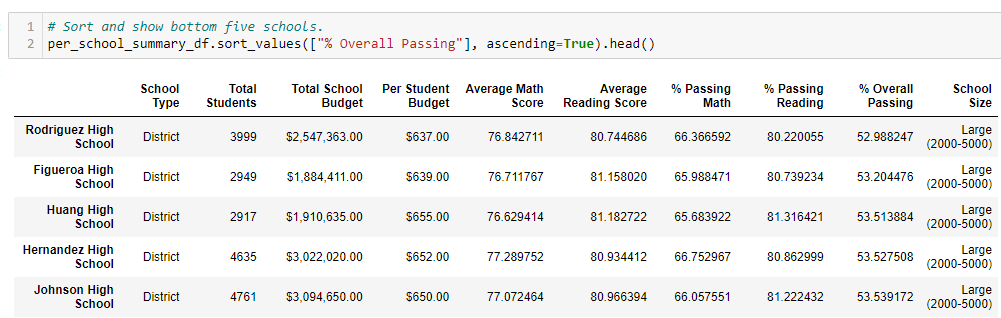 1 # Sort and show bottom five schools.
2 per_school_summary_df.sort_values(["% Overall Passing"], ascending=True).head()
School Type Total Students Total School Budget Per Student Budget Average Math Score Average Reading Score % Passing Math % Passing Reading % Overall Passing School Size
Rodriguez High School District 3999 $2,547,363.00 $637.00 76.842711 80.744686 66.366592 80.220055 52.988247 Large (2000-5000)
Figueroa High School District 2949 $1,884,411.00 $639.00 76.711767 81.158020 65.988471 80.739234 53.204476 Large (2000-5000)
Huang High School District 2917 $1,910,635.00 $655.00 76.629414 81.182722 65.683922 81.316421 53.513884 Large (2000-5000)
Hernandez High School District 4635 $3,022,020.00 $652.00 77.289752 80.934412 66.752967 80.862999 53.527508 Large (2000-5000)
Johnson High School District 4761 $3,094,650.00 $650.00 77.072464 80.966394 66.057551 81.222432 53.539172 Large (2000-5000)